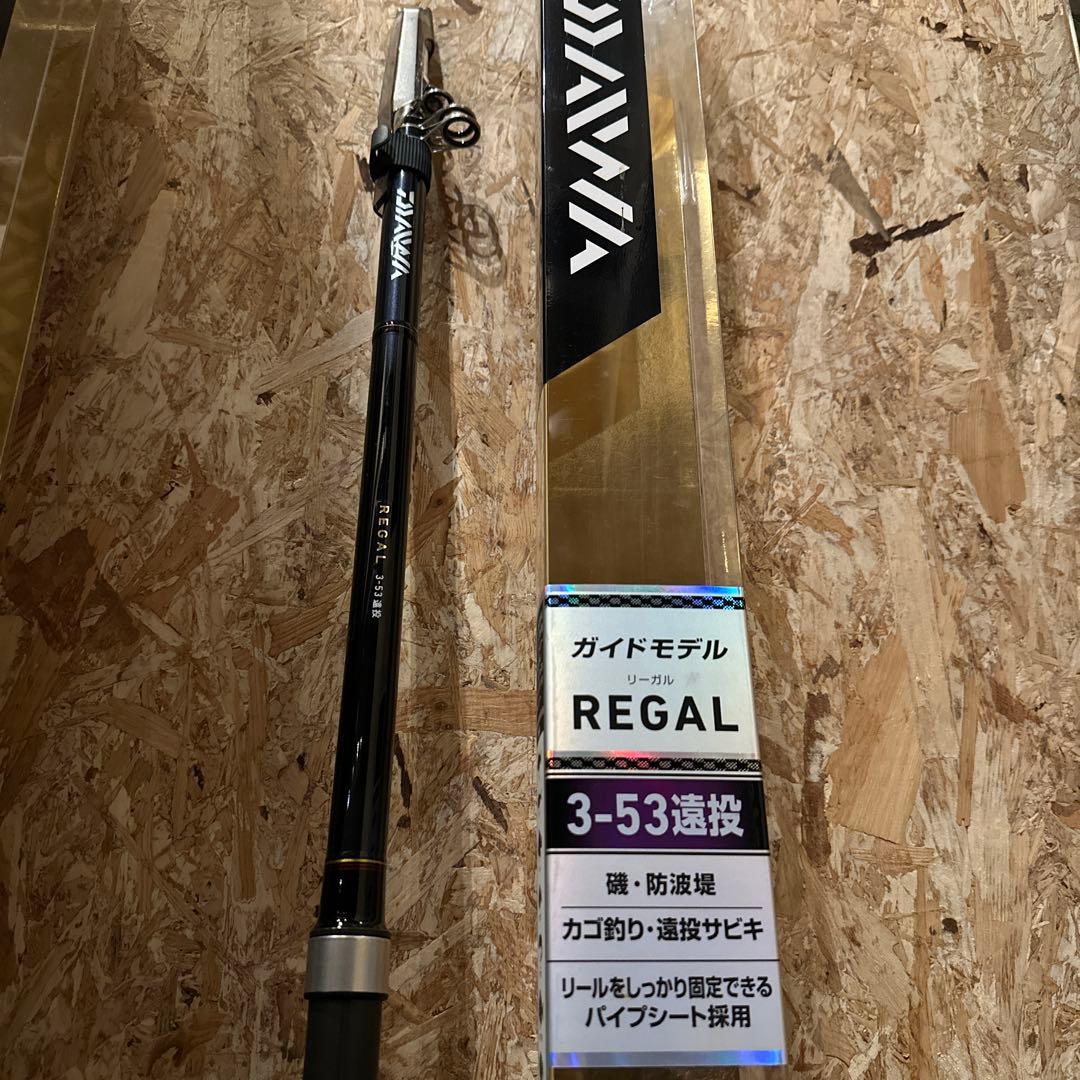 DAIWA
REGAL 3-53遠投
DAIWA
ガイドモデル
リーガル
REGAL
3-53遠投
磯・防波堤
カゴ釣り・遠投サビキ
リールをしっかり固定できる
パイプシート採用